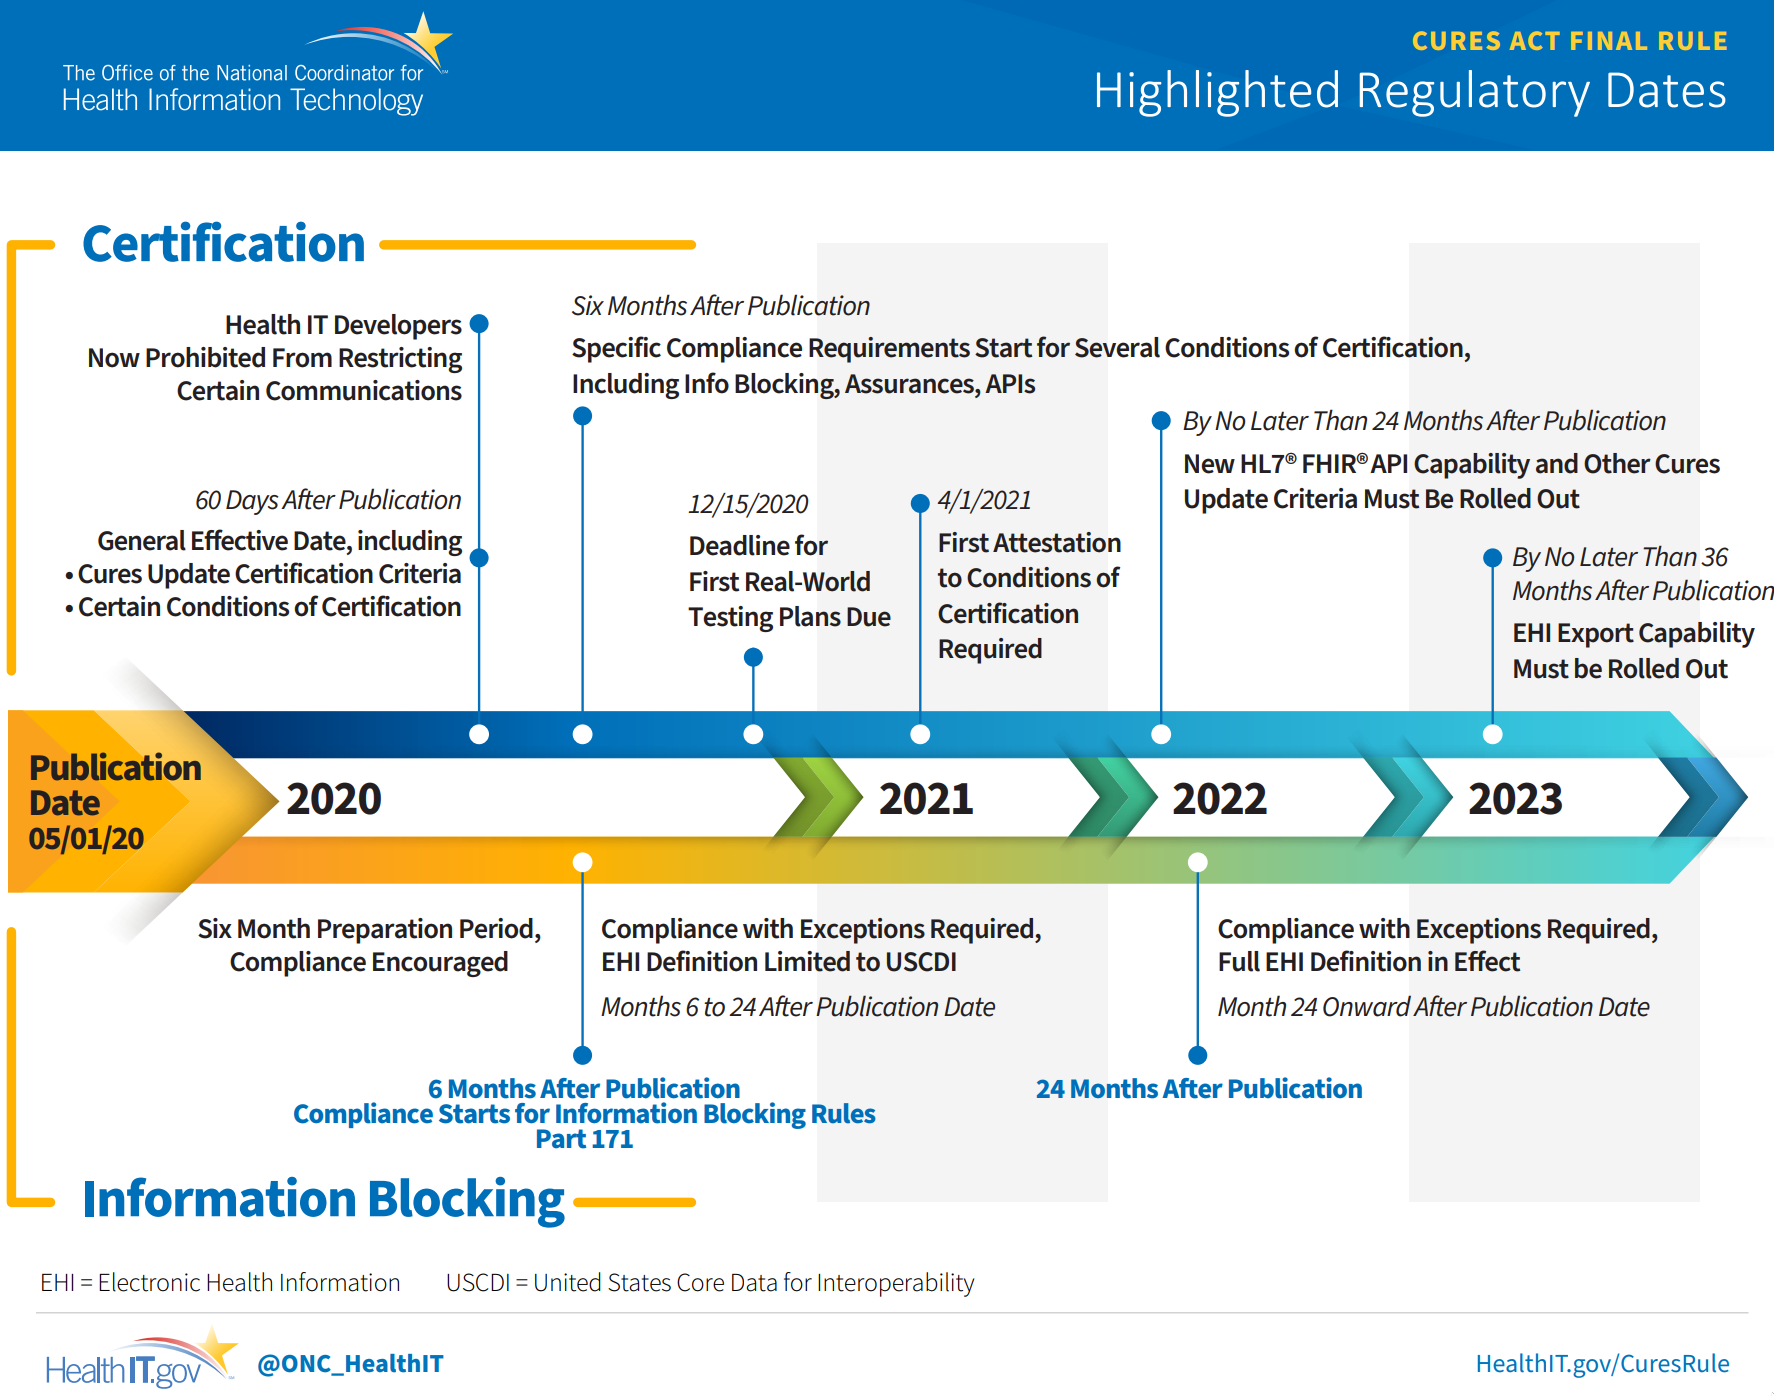 The Office of the National Coordinator for
Health Information Technology
CURES ACT FINAL RULE
Highlighted Regulatory Dates
Certification
Health IT Developers
Now Prohibited From Restricting
Certain Communications
60 Days After Publication
General Effective Date, including
• Cures Update Certification Criteria
• Certain Conditions of Certification
Six Months After Publication
Specific Compliance Requirements Start for Several Conditions of Certification,
Including Info Blocking, Assurances, APIs
12/15/2020
Deadline for
First Real-World
Testing Plans Due
4/1/2021
First Attestation
to Conditions of
Certification
Required
By No Later Than 24 Months After Publication
New HL7® FHIR® API Capability and Other Cures
Update Criteria Must Be Rolled Out
By No Later Than 36
Months After Publication
EHI Export Capability
Must be Rolled Out
Publication
Date
05/01/20
2020
2021
2022
2023
Six Month Preparation Period,
Compliance Encouraged
Compliance with Exceptions Required,
EHI Definition Limited to USCDI
Months 6 to 24 After Publication Date
6 Months After Publication
Compliance Starts for Information Blocking Rules
Part 171
Compliance with Exceptions Required,
Full EHI Definition in Effect
Month 24 Onward After Publication Date
24 Months After Publication
Information Blocking
EHI = Electronic Health Information
USCDI = United States Core Data for Interoperability
HealthIT.gov
@ONC_HealthIT
HealthIT.gov/CuresRule